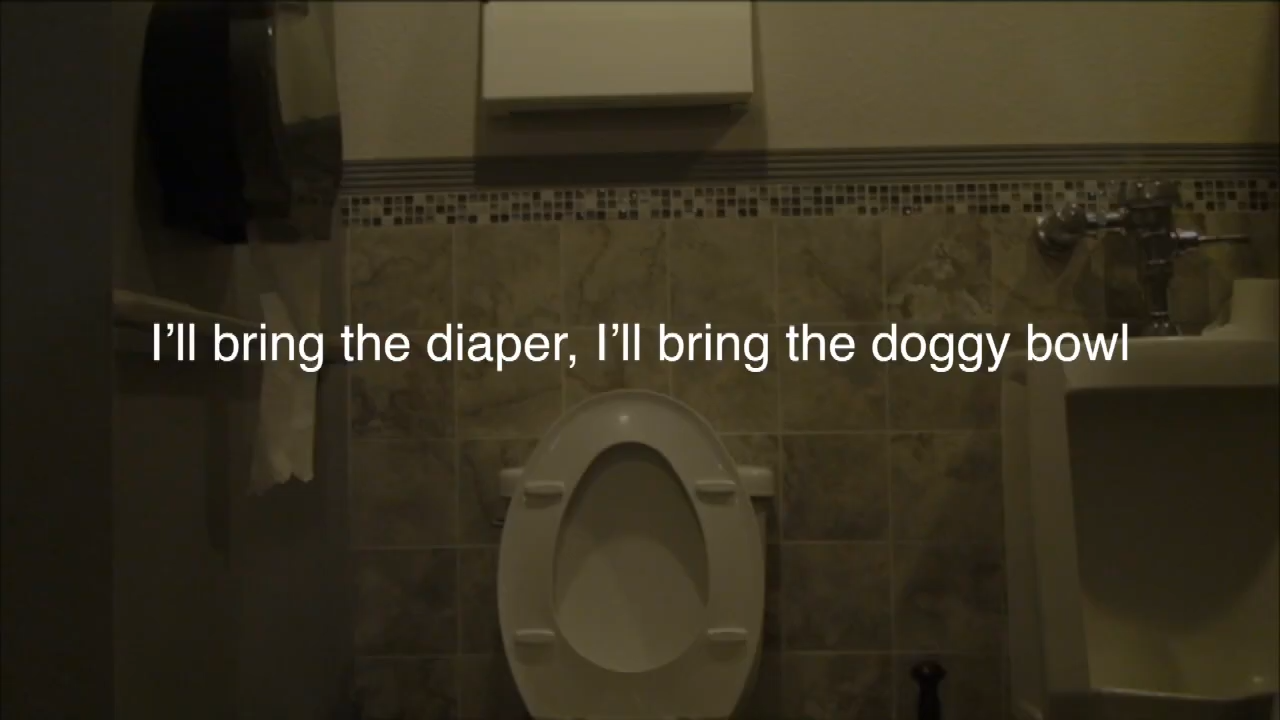 I’ll bring the diaper, I’ll bring the doggy bowl